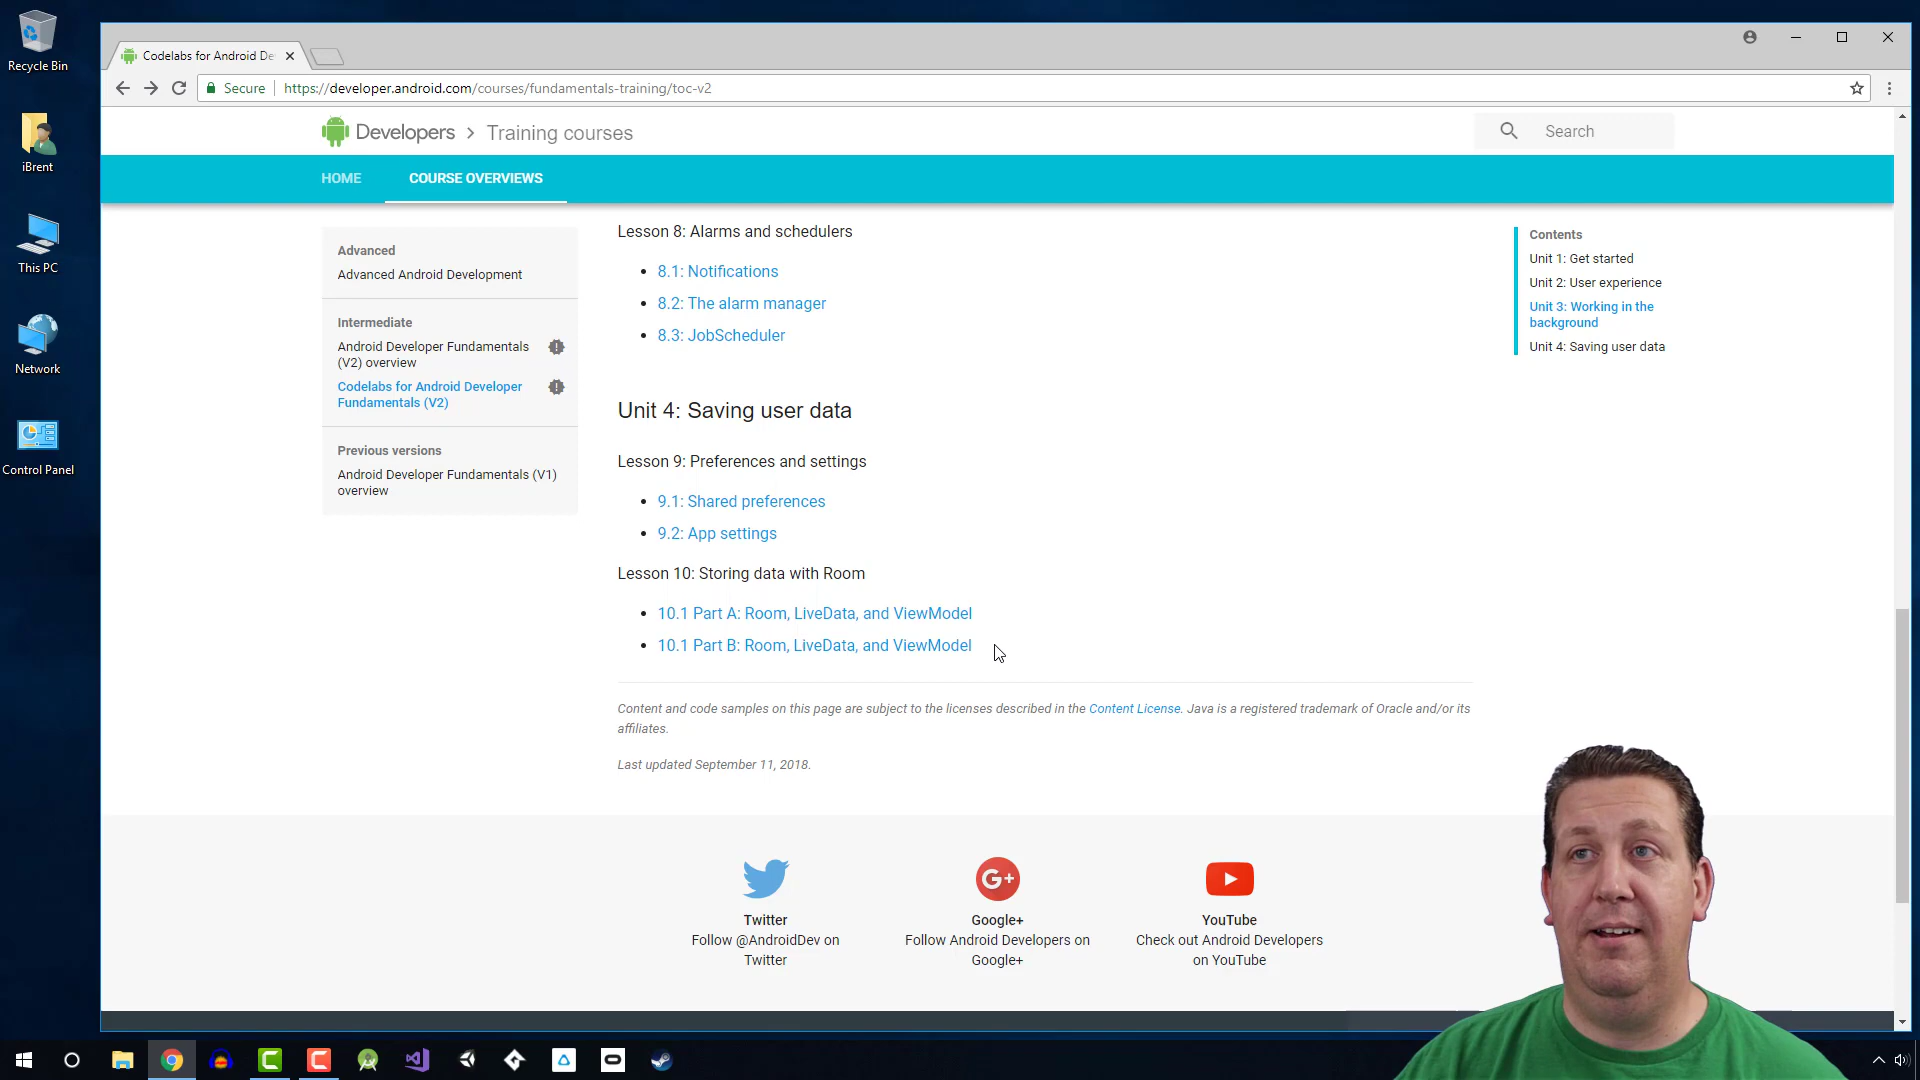 Recycle Bin
iBrent
This PC
Network
Control Panel
Codelabs for Android De
Secure
https://developer.android.com/courses/fundamentals-training/toc-v2
Developers > Training courses
Search
HOME
COURSE OVERVIEWS
Advanced
Advanced Android Development
Intermediate
Android Developer Fundamentals
(V2) overview
Codelabs for Android Developer
Fundamentals (V2)
Previous versions
Android Developer Fundamentals (V1)
overview
Lesson 8: Alarms and schedulers
8.1: Notifications
8.2: The alarm manager
8.3: JobScheduler
Unit 4: Saving user data
Lesson 9: Preferences and settings
9.1: Shared preferences
9.2: App settings
Lesson 10: Storing data with Room
10.1 Part A: Room, LiveData, and ViewModel
10.1 Part B: Room, LiveData, and ViewModel
Content and code samples on this page are subject to the licenses described in the Content License. Java is a registered trademark of Oracle and/or its
affiliates.
Last updated September 11, 2018.
Contents
Unit 1: Get started
Unit 2: User experience
Unit 3: Working in the
background
Unit 4: Saving user data
G+
Twitter
Follow @AndroidDev on
Twitter
Google+
Follow Android Developers on
Google+
YouTube
Check out Android Developers
on YouTube